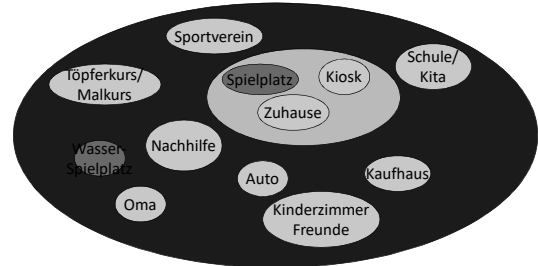 Sportverein
Töpferkurs/
Malkurs
Spielplatz
Kiosk
Schule/
Kita
Zuhause
Wasser-
Spielplatz
Nachhilfe
Auto
Kaufhaus
Oma
Kinderzimmer
Freunde